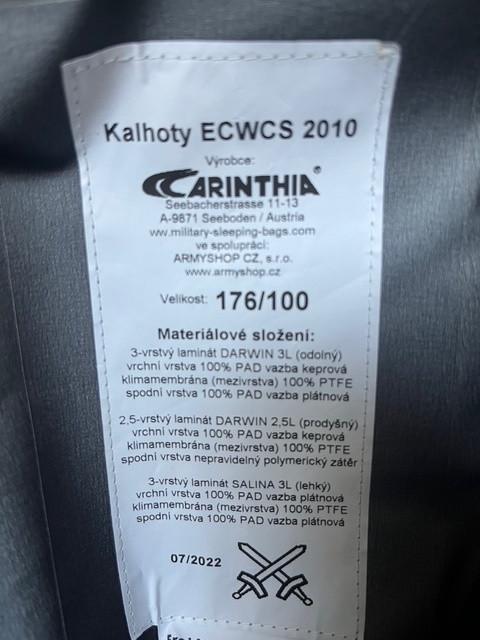 Kalhoty ECWCS 2010
Výrobce:
CARINTHIA®
Seebacherstrasse 11-13
A-9871 Seeboden / Austria
www.military-sleeping-bags.com
ve spolupráci:
ARMYSHOP CZ, s.r.o.
www.armyshop.cz
Velikost: 176/100
Materiálové složení:
3-vrstvý laminát DARWIN 3L (odolný)
vrchní vrstva 100% PAD vazba keprová
klimamembrána (mezivrstva) 100% PTFE
spodní vrstva 100% PAD vazba plátnová
2,5-vrstvý laminát DARWIN 2,5L (prodyšný)
vrchní vrstva 100% PAD vazba keprová
klimamembrána (mezivrstva) 100% PTFE
spodní vrstva nepravidelný polymerický zátěr
3-vrstvý laminát SALINA 3L (lehký)
vrchní vrstva 100% PAD vazba plátnová
klimamembrána (mezivrstva) 100% PTFE
spodní vrstva 100% PAD vazba plátnová
07/2022